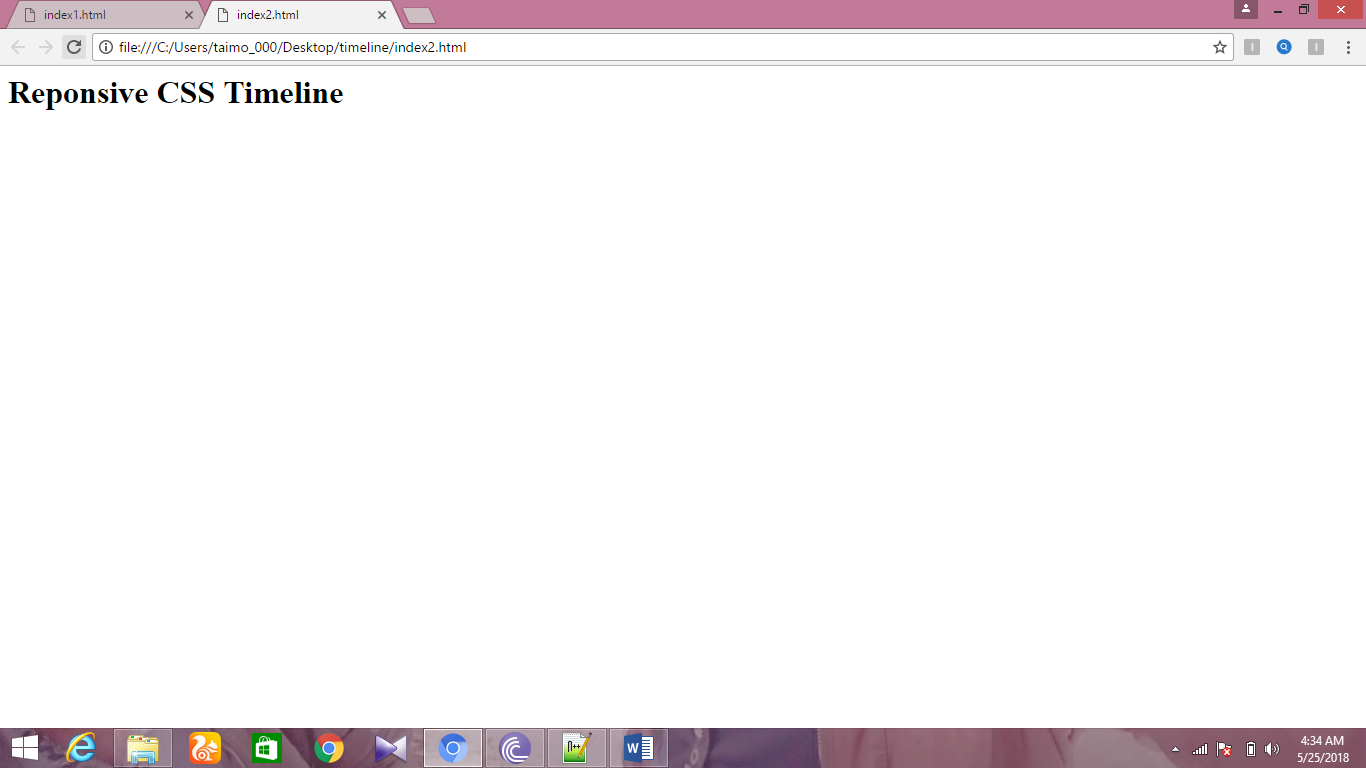 index1.html
index2.html
file:///C:/Users/taimo_000/Desktop/timeline/index2.html
Reponsive CSS Timeline
4:34 AM
5/25/2018